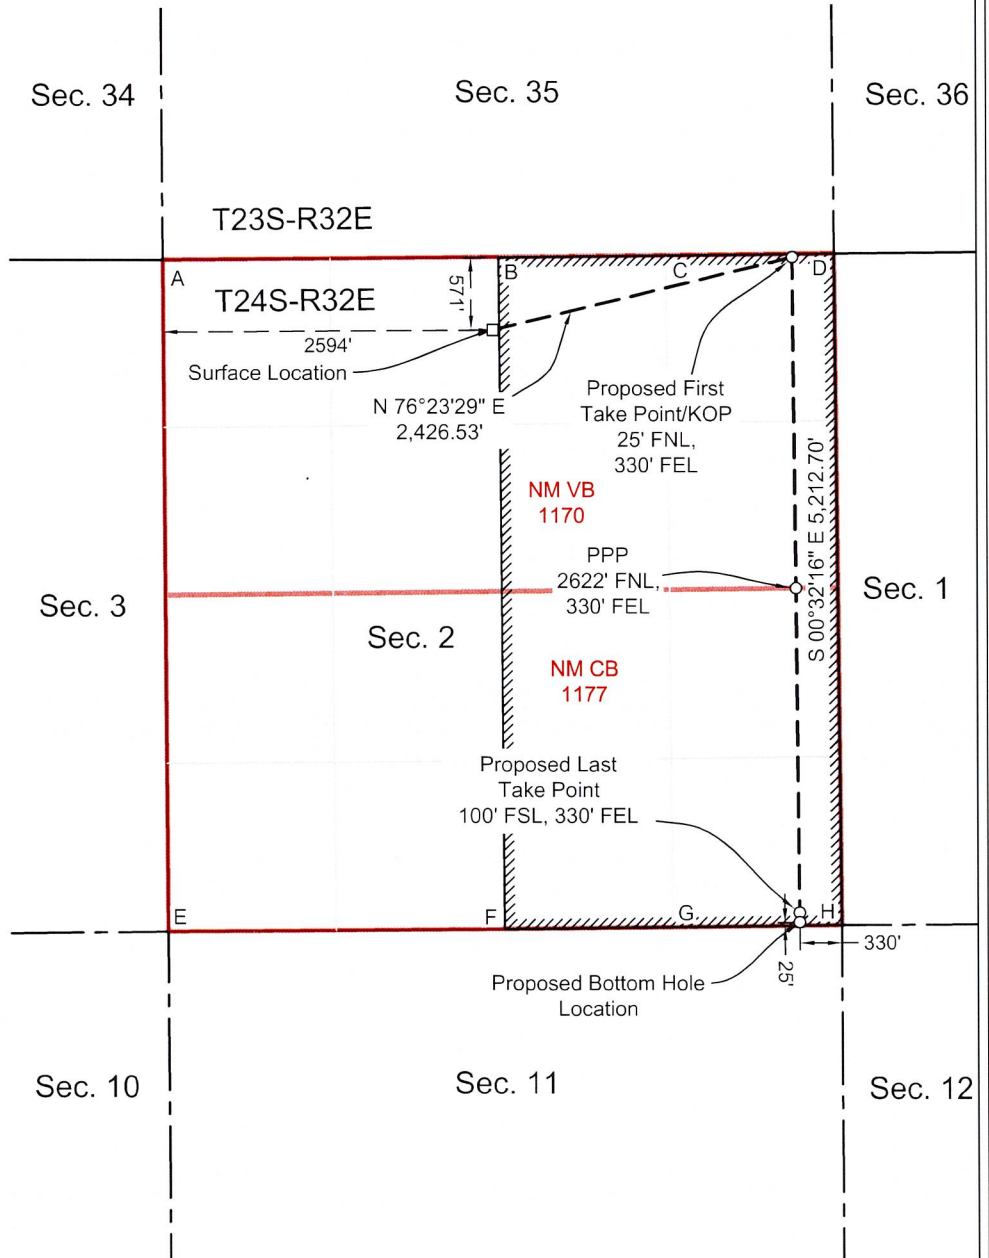 Sec. 34
Sec. 35
Sec. 36
T23S-R32E
A
B
C
D
T24S-R32E
571'
2594'
Surface Location
N 76°23'29" E
2,426.53'
Proposed First
Take Point/KOP
25' FNL,
330' FEL
NM VB
1170
S 00°32'16" E 5,212.70'
PPP
2622' FNL,
330' FEL
Sec. 3
Sec. 2
Sec. 1
NM CB
1177
Proposed Last
Take Point
100' FSL, 330' FEL
E
F
G
H
330'
25'
Proposed Bottom Hole
Location
Sec. 10
Sec. 11
Sec. 12